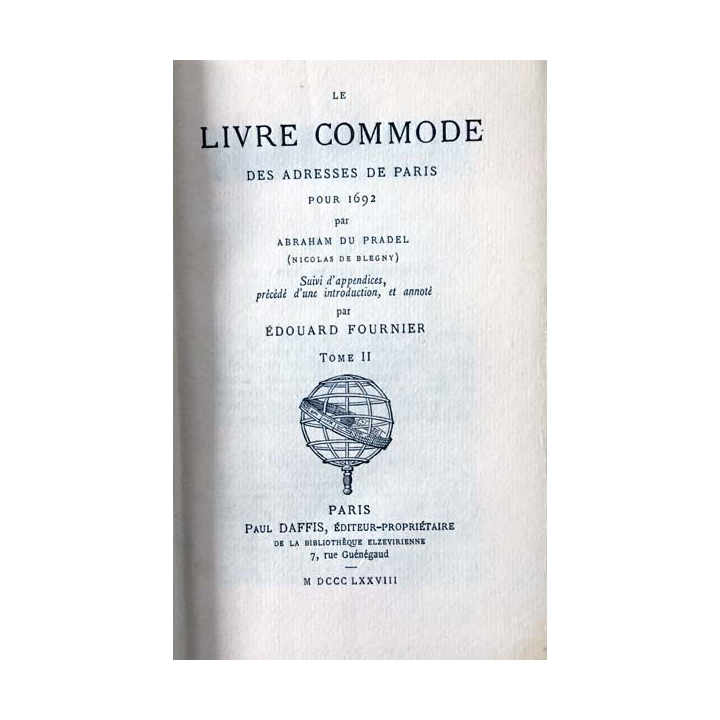 LE
LIVRE COMMODE
DES ADRESSES DE PARIS
POUR 1692
par
ABRAHAM DU PRADEL
(NICOLAS DE BLEGNY)
Suivi d'appendices,
précédé d'une introduction, et annoté
par
ÉDOUARD FOURNIER
TOME II
PARIS
PAUL DAFFIS, ÉDITEUR-PROPRIÉTAIRE
DE LA BIBLIOTHÈQUE ELZEVIRIENNE
7, rue Guénégaud
M DCCC LXXVIII